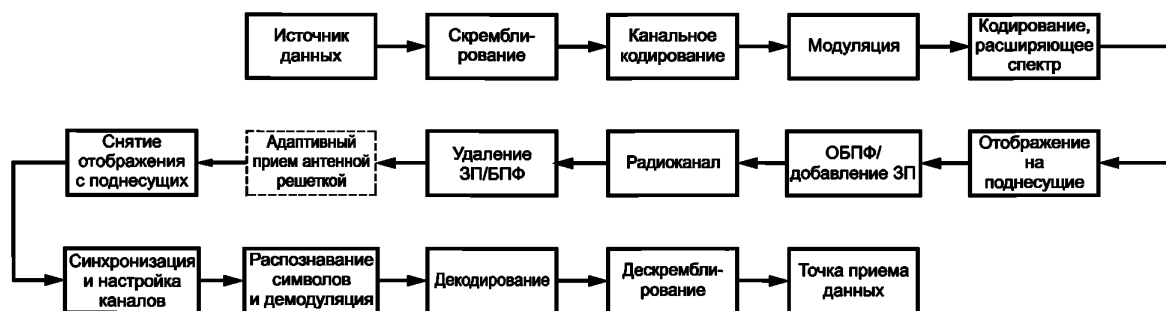 Источник
данных
Скрембли-
рование
Канальное
кодирование
Модуляция
Кодирование,
расширяющее
спектр
Снятие
отображения
с поднесущих
Адаптивный
прием антенной
решеткой
Удаление
ЗП/БПФ
Радиоканал
ОБПФ/
добавление ЗП
Отображение
на
поднесущие
Синхронизация
и настройка
каналов
Распознавание
символов
и демодуляция
Декодирование
Дескрембли-
рование
Точка приема
данных